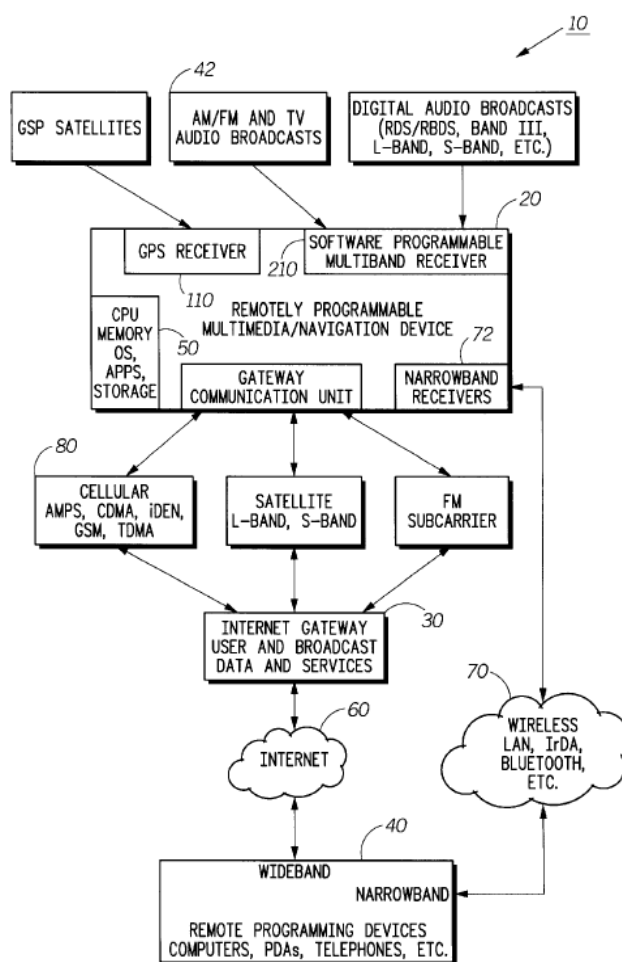 10
42
GSP SATELLITES
AM/FM AND TV
AUDIO BROADCASTS
DIGITAL AUDIO BROADCASTS
(RDS/RBDS, BAND III,
L-BAND, S-BAND, ETC.)
20
GPS RECEIVER
110
210
SOFTWARE PROGRAMMABLE
MULTIBAND RECEIVER
CPU
MEMORY
OS,
APPS,
STORAGE
50
REMOTELY PROGRAMMABLE
MULTIMEDIA/NAVIGATION DEVICE
72
GATEWAY
COMMUNICATION UNIT
NARROWBAND
RECEIVERS
80
CELLULAR
AMPS, CDMA, iDEN,
GSM, TDMA
SATELLITE
L-BAND, S-BAND
FM
SUBCARRIER
30
INTERNET GATEWAY
USER AND BROADCAST
DATA AND SERVICES
60
INTERNET
70
WIRELESS
LAN, IrDA,
BLUETOOTH,
ETC.
40
WIDEBAND
NARROWBAND
REMOTE PROGRAMMING DEVICES
COMPUTERS, PDAs, TELEPHONES, ETC.